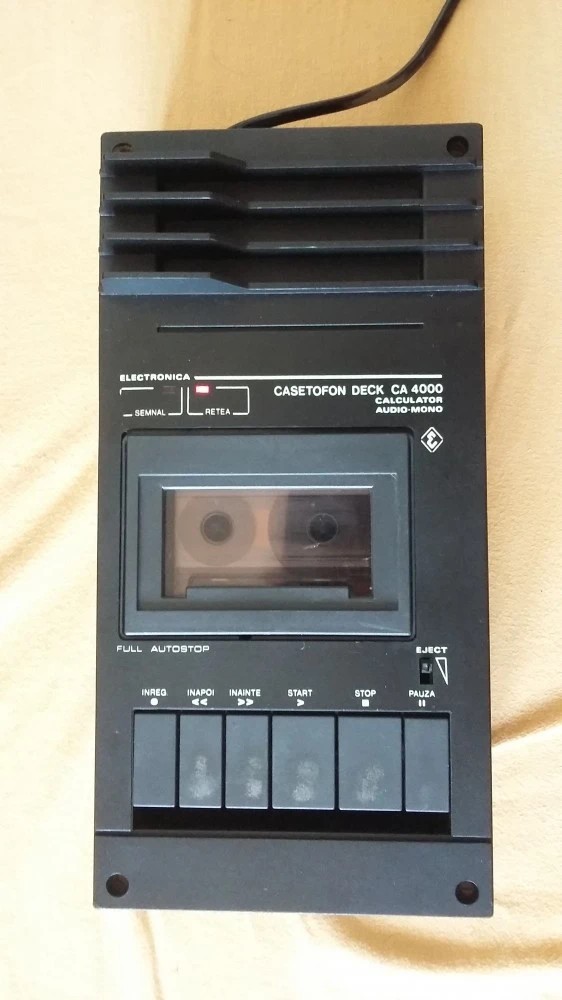 ELECTRONICA
CASETOFON DECK CA 4000
CALCULATOR
AUDIO-MONO
SEMNAL
RETEA
FULL AUTOSTOP
EJECT
INREG
INAPOI
INAINTE
START
STOP
PAUZA